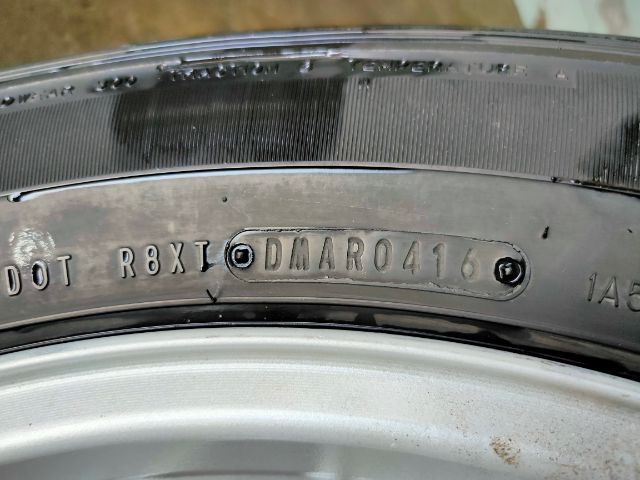 TRACTION TEMPERATURE A
DOT R8XT DMAR0416 1A5